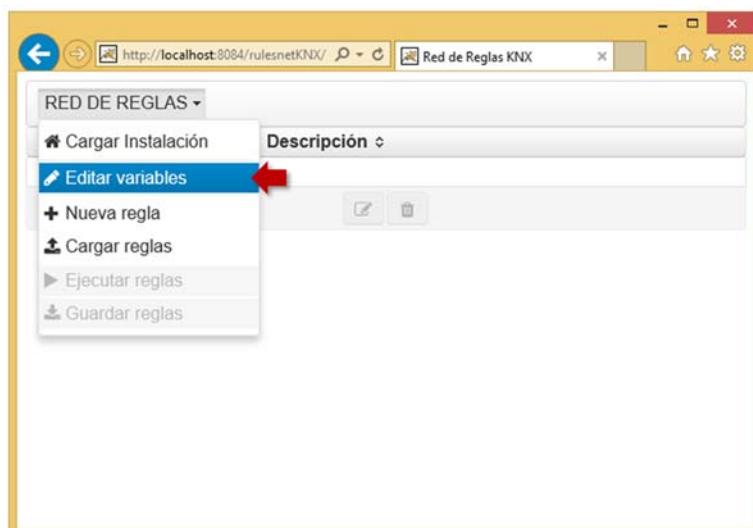 http://localhost:8084/rulesnetKNX/
Red de Reglas KNX
RED DE REGLAS
Cargar Instalación
Descripción
Editar variables
Nueva regla
Cargar reglas
Ejecutar reglas
Guardar reglas